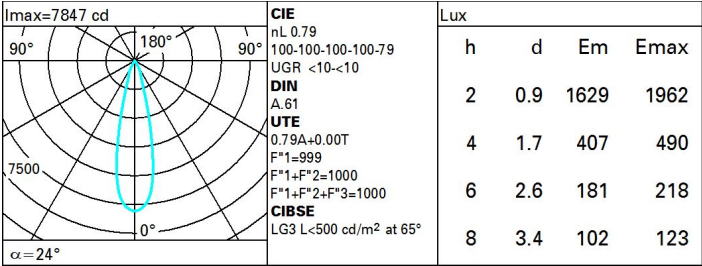 Imax=7847 cd
90°
180°
90°
7500
0°
α=24°
CIE
nL 0.79
100-100-100-100-79
UGR <10-<10
DIN
A.61
UTE
0.79A+0.00T
F"1=999
F"1+F"2=1000
F"1+F"2+F"3=1000
CIBSE
LG3 L<500 cd/m² at 65°
Lux
h d Em Emax
2 0.9 1629 1962
4 1.7 407 490
6 2.6 181 218
8 3.4 102 123